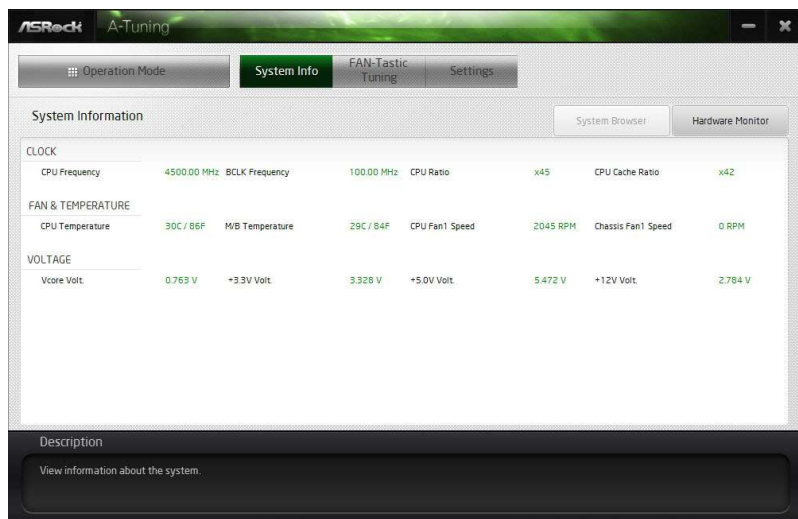 ASRock A-Tuning
Operation Mode System Info FAN-Tastic Tuning Settings
System Information System Browser Hardware Monitor
CLOCK
CPU Frequency 4500.00 MHz BCLK Frequency 100.00 MHz CPU Ratio x45 CPU Cache Ratio x42
FAN & TEMPERATURE
CPU Temperature 30C / 86F M/B Temperature 29C / 84F CPU Fan1 Speed 2045 RPM Chassis Fan1 Speed 0 RPM
VOLTAGE
Vcore Volt. 0.763 V +3.3V Volt. 3.328 V +5.0V Volt. 5.472 V +12V Volt. 2.784 V
Description
View information about the system.